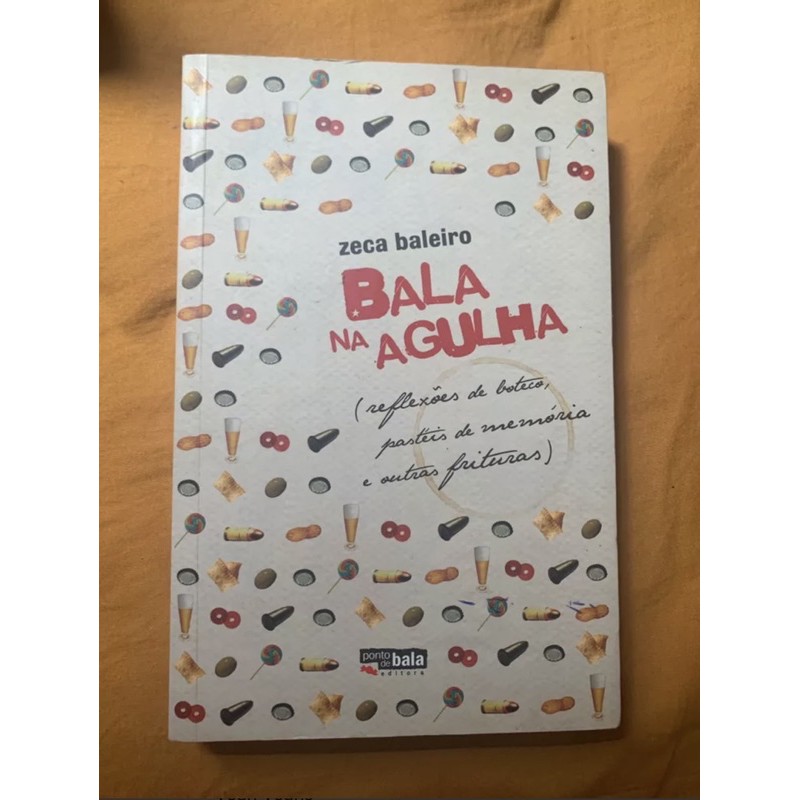 zeca baleiro
BALA
NA AGULHA
(reflexões de boteco,
pastéis de memória
e outras frituras)
ponto
de bala
editora